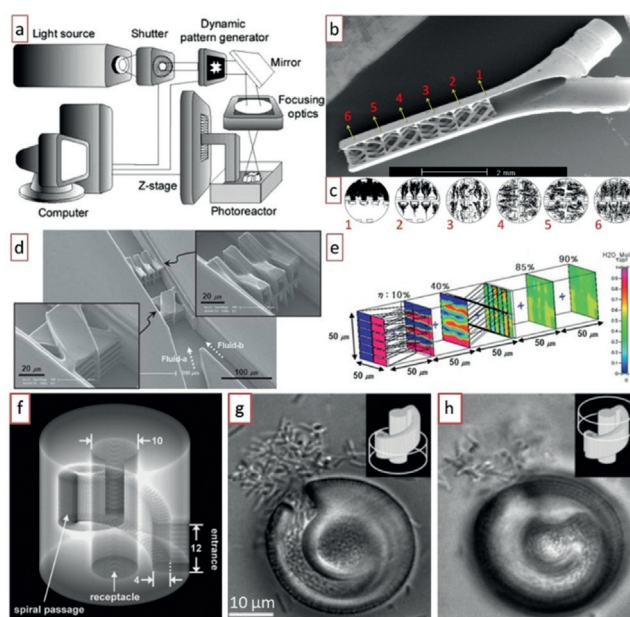 a
Light source
Shutter
Dynamic
pattern generator
Mirror
Focusing
optics
Z-stage
Computer
Photoreactor
b
1
2
3
4
5
6
2 mm
c
1
2
3
4
5
6
d
20 μm
20 μm
Fluid-a
Fluid-b
100 μm
e
η : 10%
40%
85%
90%
50 μm
50 μm
50 μm
50 μm
50 μm
50 μm
50 μm
f
10
12
4
entrance
spiral passage
receptacle
g
10 μm
h